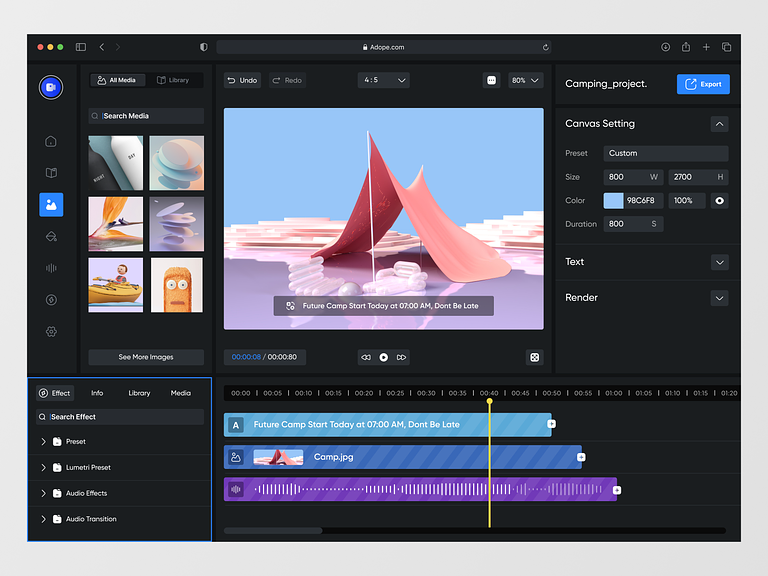 Adope.com
All Media
Library
Search Media
NIGHT
DAY
See More Images
Undo
Redo
4 : 5
80%
Future Camp Start Today at 07:00 AM, Dont Be Late
00:00:08 / 00:00:80
Camping_project.
Export
Canvas Setting
Preset
Custom
Size
800 W
2700 H
Color
98C6F8
100%
Duration
800 S
Text
Render
Effect
Info
Library
Media
Search Effect
Preset
Lumetri Preset
Audio Effects
Audio Transition
00:00 00:05 00:10 00:15 00:20 00:25 00:30 00:35 00:40 00:45 00:50 00:55 01:00 01:05 01:10 01:15 01:20
A Future Camp Start Today at 07:00 AM, Dont Be Late
Camp.jpg